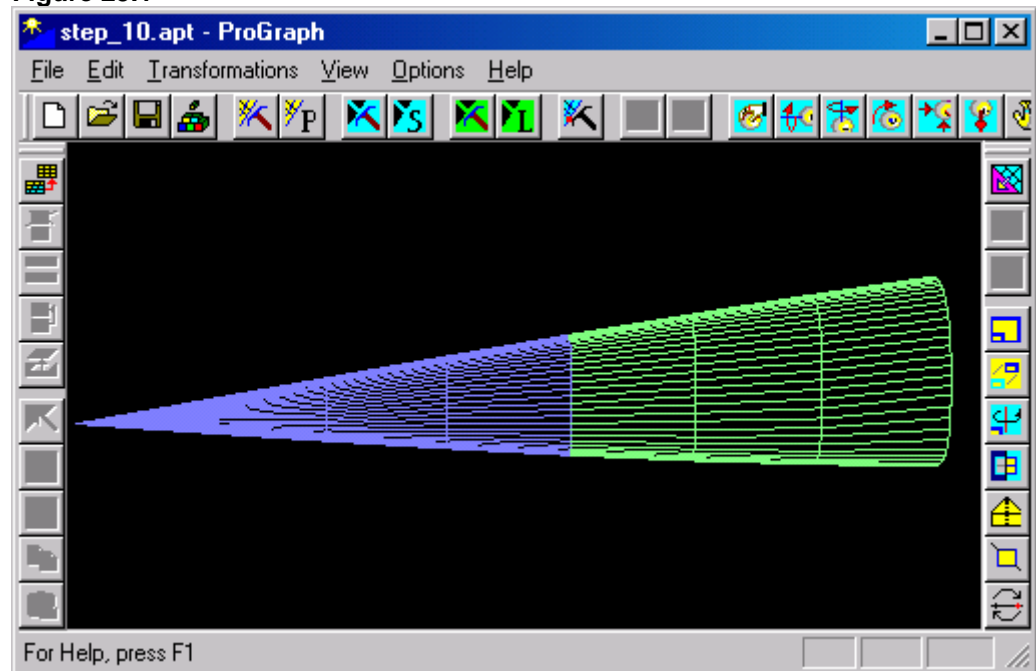 step_10.apt - ProGraph
File Edit Transformations View Options Help
P S L
For Help, press F1